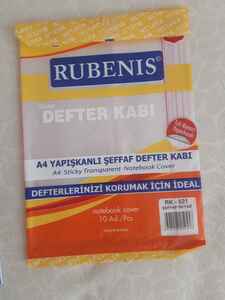 RUBENIS®
DEFTER KABI
A4 YAPIŞKANLI ŞEFFAF DEFTER KABI
A4 Sticky Transparent Notebook Cover
DEFTERLERİNİZİ KORUMAK İÇİN İDEAL
notebook cover
10 Ad./Pcs
RK - 521